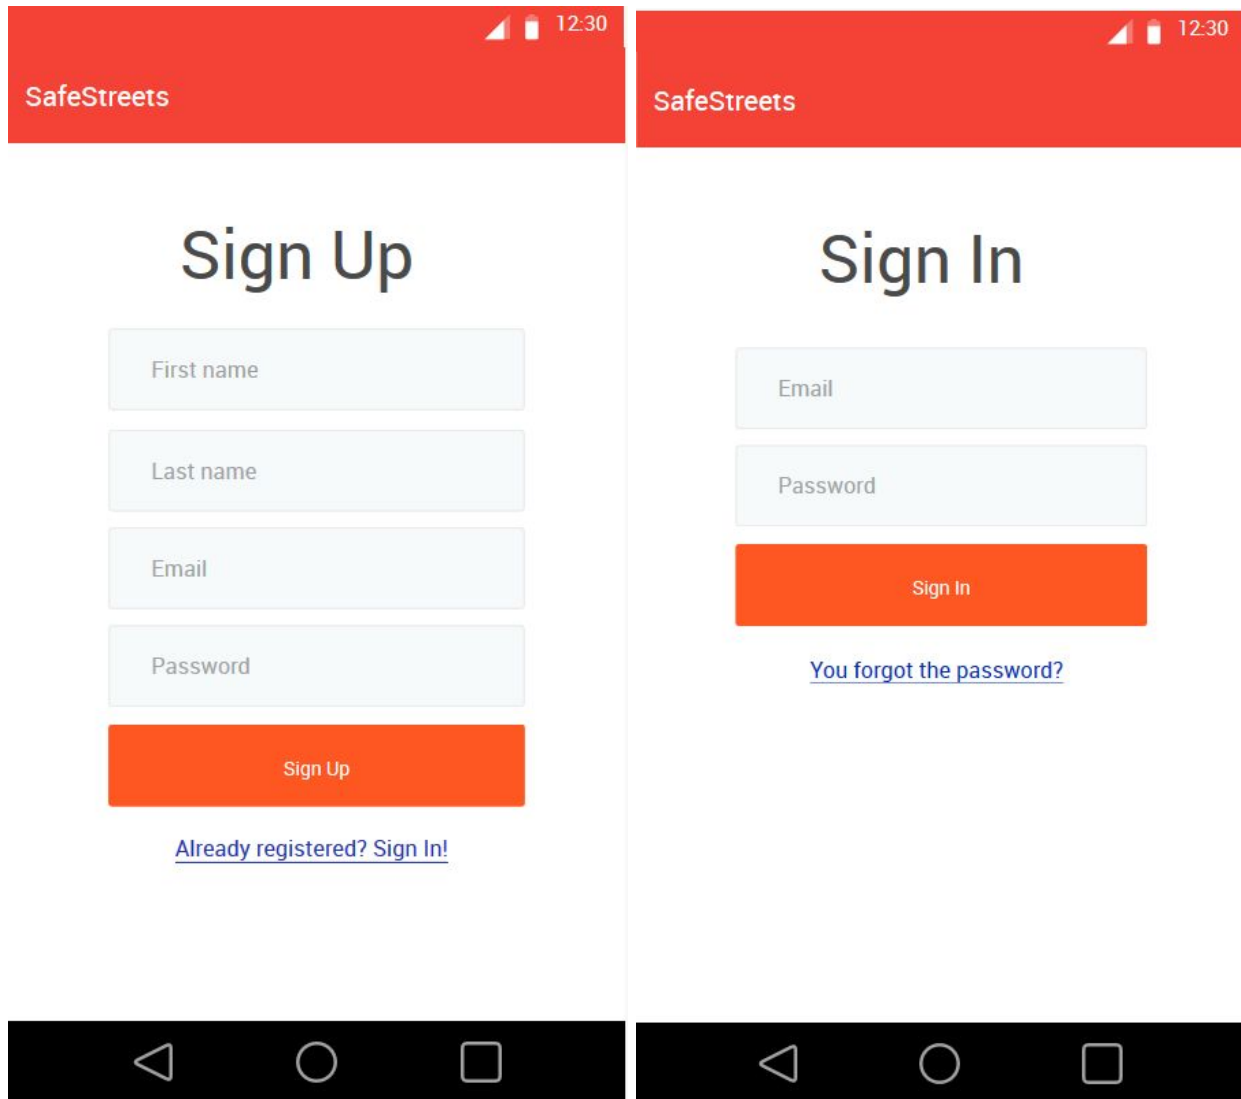 12:30
SafeStreets
Sign Up
First name
Last name
Email
Password
Sign Up
Already registered? Sign In!
12:30
SafeStreets
Sign In
Email
Password
Sign In
You forgot the password?